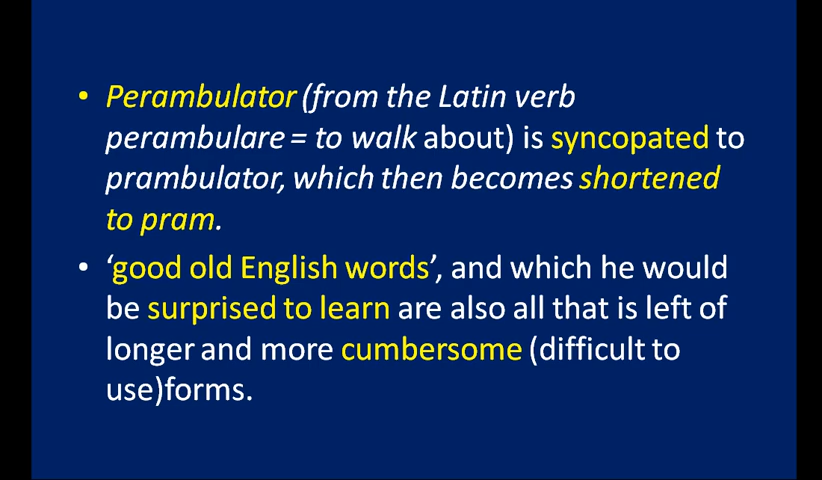 • Perambulator (from the Latin verb
perambulare = to walk about) is syncopated to
prambulator, which then becomes shortened
to pram.
• ‘good old English words’, and which he would
be surprised to learn are also all that is left of
longer and more cumbersome (difficult to
use)forms.